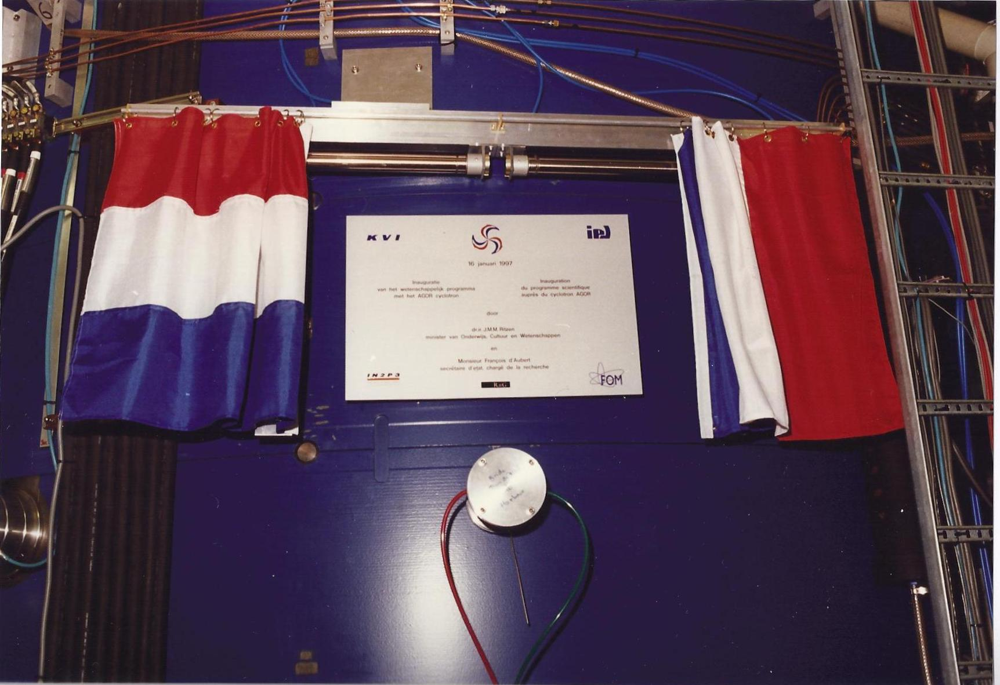 6
KVI
ipn
16 januari 1997
Inauguratie
van het wetenschappelijk programma
met het AGOR cyclotron
Inauguration
du programme scientifique
auprès du cyclotron AGOR
door
dr.ir. J.M.M. Ritzen
minister van Onderwijs, Cultuur en Wetenschappen
en
Monsieur François d'Aubert
secrétaire d'etat, chargé de la recherche
IN2P3
RuG
FOM